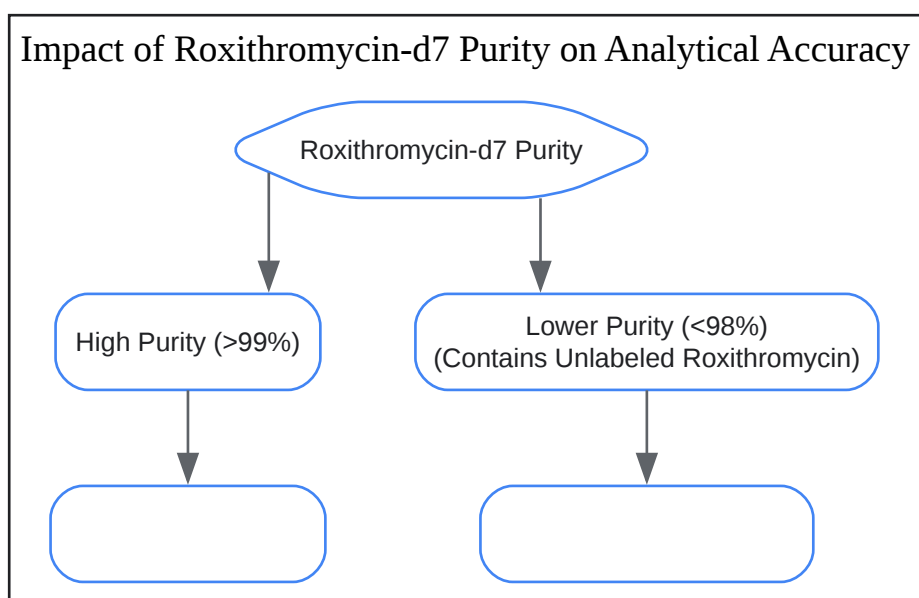 Impact of Roxithromycin-d7 Purity on Analytical Accuracy
Roxithromycin-d7 Purity
High Purity (>99%)
Lower Purity (<98%)
(Contains Unlabeled Roxithromycin)